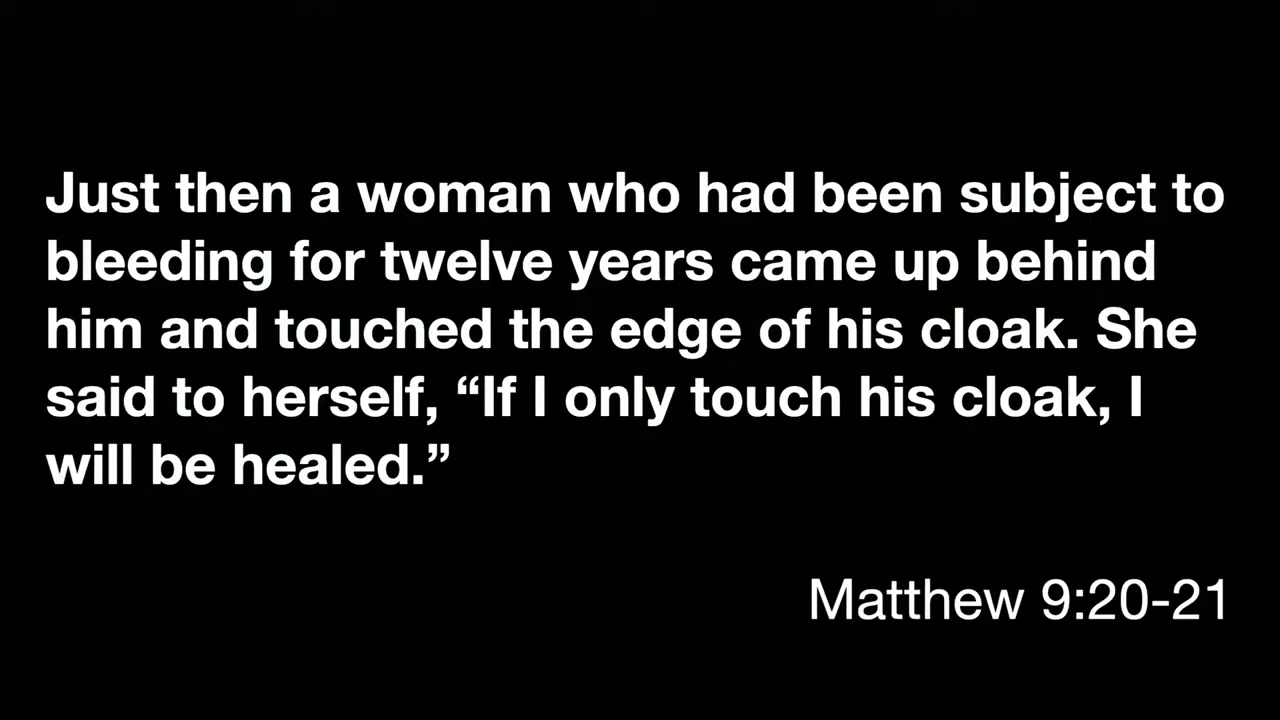 Just then a woman who had been subject to
bleeding for twelve years came up behind
him and touched the edge of his cloak. She
said to herself, “If I only touch his cloak, I
will be healed.”
Matthew 9:20-21